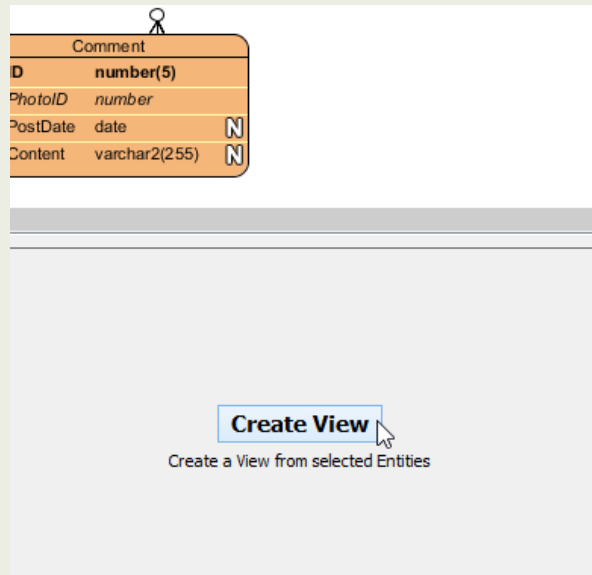 Comment
ID number(5)
PhotoID number
PostDate date N
Content varchar2(255) N
Create View
Create a View from selected Entities